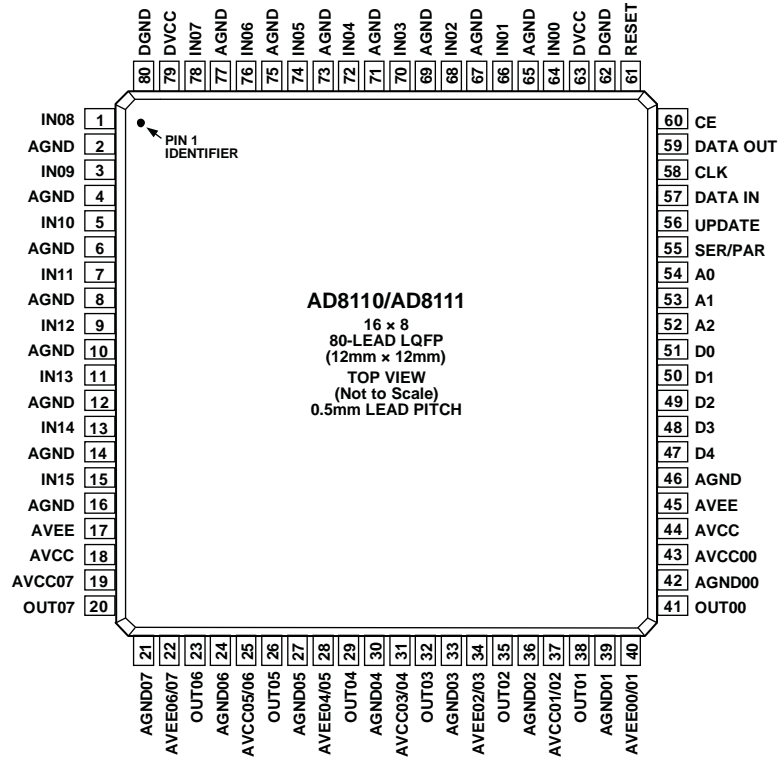 DGND DVCC IN07 AGND IN06 AGND IN05 AGND IN04 AGND IN03 AGND IN02 AGND IN01 AGND IN00 DVCC DGND RESET
80 79 78 77 76 75 74 73 72 71 70 69 68 67 66 65 64 63 62 61
IN08 1
AGND 2
IN09 3
AGND 4
IN10 5
AGND 6
IN11 7
AGND 8
IN12 9
AGND 10
IN13 11
AGND 12
IN14 13
AGND 14
IN15 15
AGND 16
AVEE 17
AVCC 18
AVCC07 19
OUT07 20
PIN 1
IDENTIFIER
AD8110/AD8111
16 × 8
80-LEAD LQFP
(12mm × 12mm)
TOP VIEW
(Not to Scale)
0.5mm LEAD PITCH
60 CE
59 DATA OUT
58 CLK
57 DATA IN
56 UPDATE
55 SER/PAR
54 A0
53 A1
52 A2
51 D0
50 D1
49 D2
48 D3
47 D4
46 AGND
45 AVEE
44 AVCC
43 AVCC00
42 AGND00
41 OUT00
21 22 23 24 25 26 27 28 29 30 31 32 33 34 35 36 37 38 39 40
AGND07 AVEE06/07 OUT06 AGND06 AVCC05/06 OUT05 AGND05 AVEE04/05 OUT04 AGND04 AVCC03/04 OUT03 AGND03 AVEE02/03 OUT02 AGND02 AVCC01/02 OUT01 AGND01 AVEE00/01